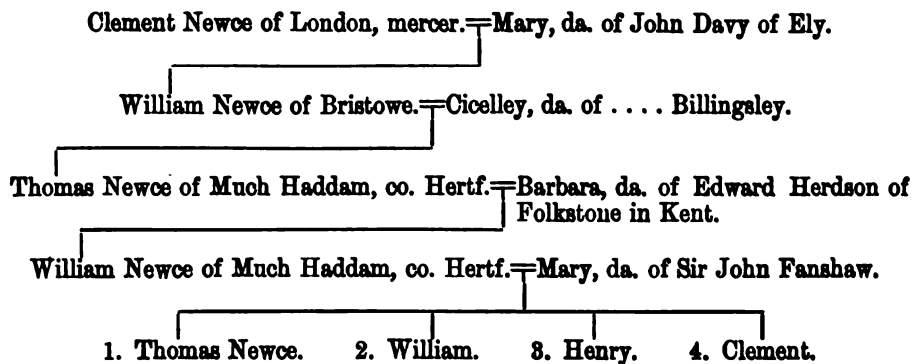 Clement Newce of London, mercer.=Mary, da. of John Davy of Ely.
William Newce of Bristowe.=Cicelley, da. of .... Billingsley.
Thomas Newce of Much Haddam, co. Hertf.=Barbara, da. of Edward Herdson of
Folkstone in Kent.
William Newce of Much Haddam, co. Hertf.=Mary, da. of Sir John Fanshaw.
1. Thomas Newce. 2. William. 3. Henry. 4. Clement.